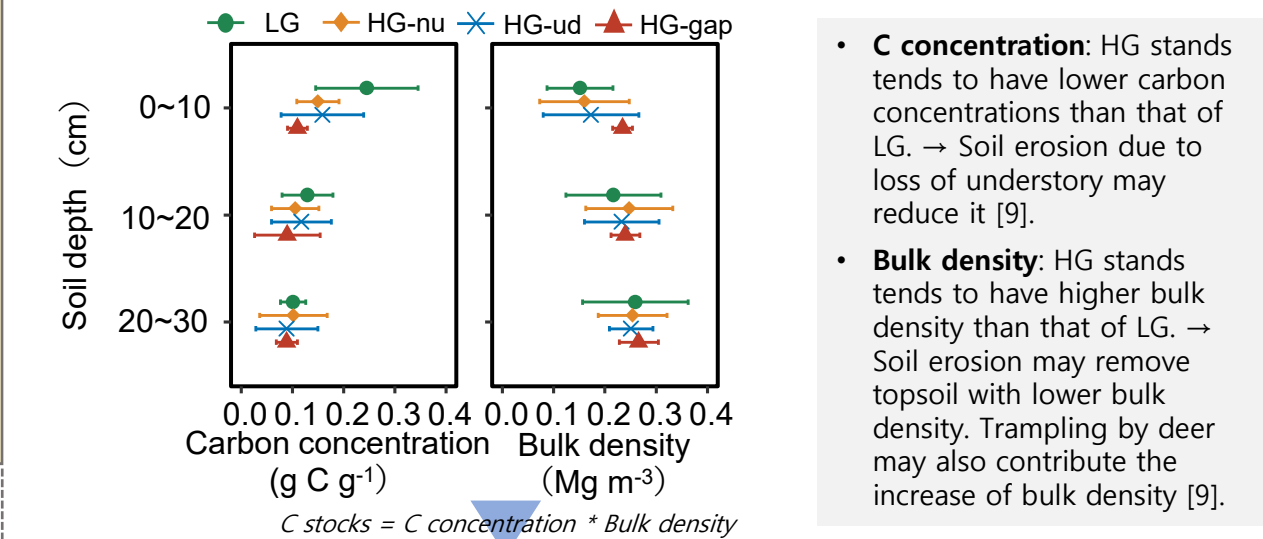 LG HG-nu HG-ud HG-gap
Soil depth (cm)
0~10
10~20
20~30
0.0 0.1 0.2 0.3 0.4
0.0 0.1 0.2 0.3 0.4
Carbon concentration
(g C g-1)
Bulk density
(Mg m-3)
C stocks = C concentration * Bulk density
• C concentration: HG stands
tends to have lower carbon
concentrations than that of
LG. → Soil erosion due to
loss of understory may
reduce it [9].
• Bulk density: HG stands
tends to have higher bulk
density than that of LG. →
Soil erosion may remove
topsoil with lower bulk
density. Trampling by deer
may also contribute the
increase of bulk density [9].